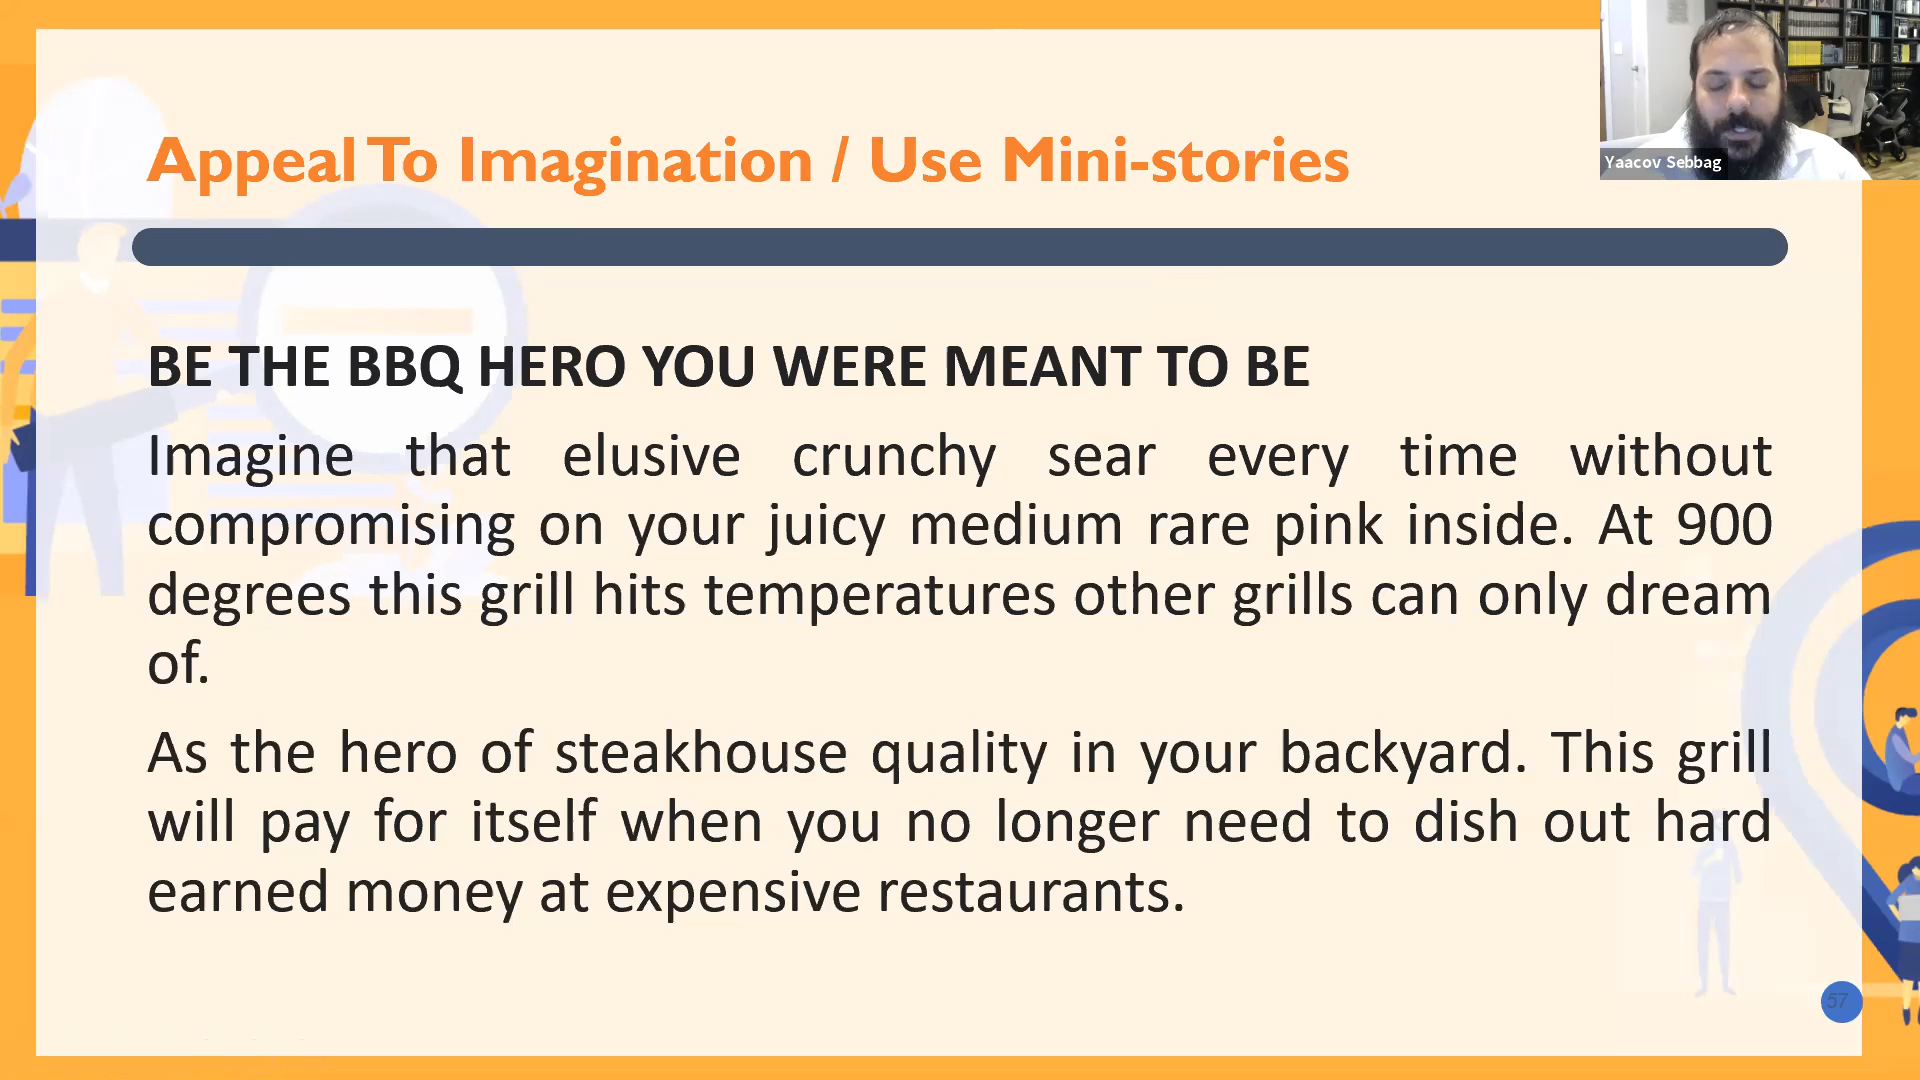 Appeal To Imagination / Use Mini-stories
Yaacov Sebbag
BE THE BBQ HERO YOU WERE MEANT TO BE
Imagine that elusive crunchy sear every time without
compromising on your juicy medium rare pink inside. At 900
degrees this grill hits temperatures other grills can only dream
of.
As the hero of steakhouse quality in your backyard. This grill
will pay for itself when you no longer need to dish out hard
earned money at expensive restaurants.
57